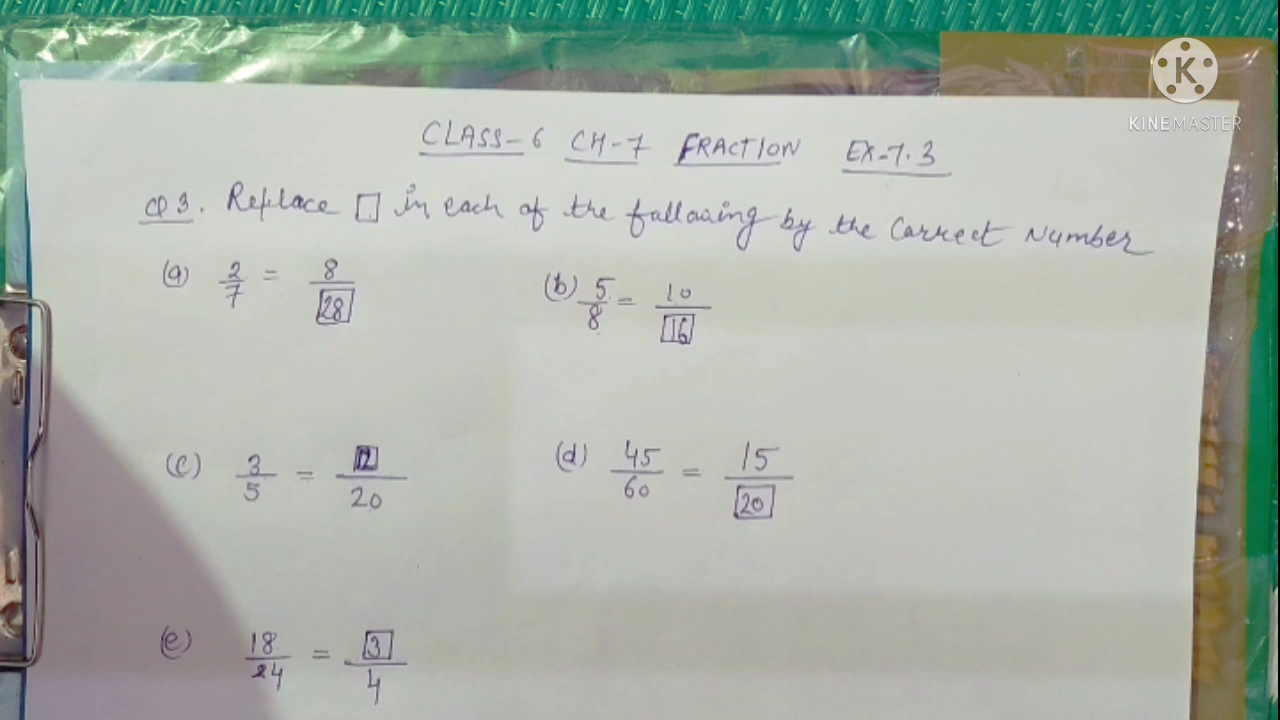 K
KINEMASTER
CLASS-6 CH-7 FRACTION EX-7.3
Q3. Replace □ in each of the following by the Correct Number
(a) 2/7 = 8/28 (b) 5/8 = 10/16
(c) 3/5 = 12/20 (d) 45/60 = 15/20
(e) 18/24 = 3/4